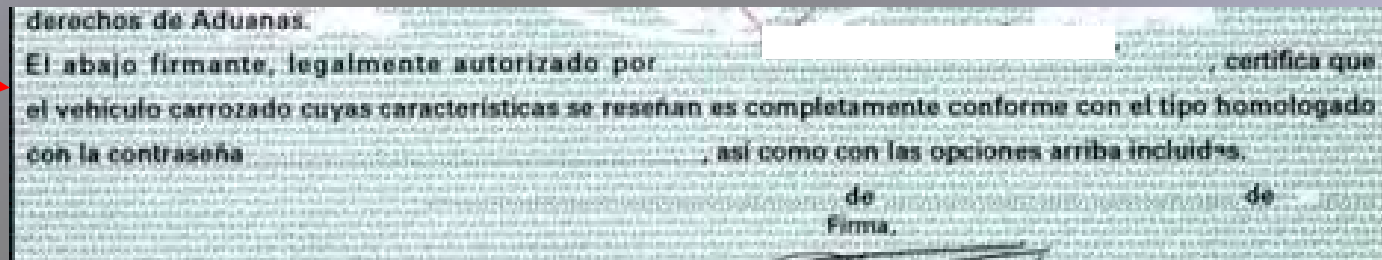 derechos de Aduanas.
El abajo firmante, legalmente autorizado por , certifica que
el vehículo carrozado cuyas características se reseñan es completamente conforme con el tipo homologado
con la contraseña , así como con las opciones arriba incluidas.
de de
Firma,